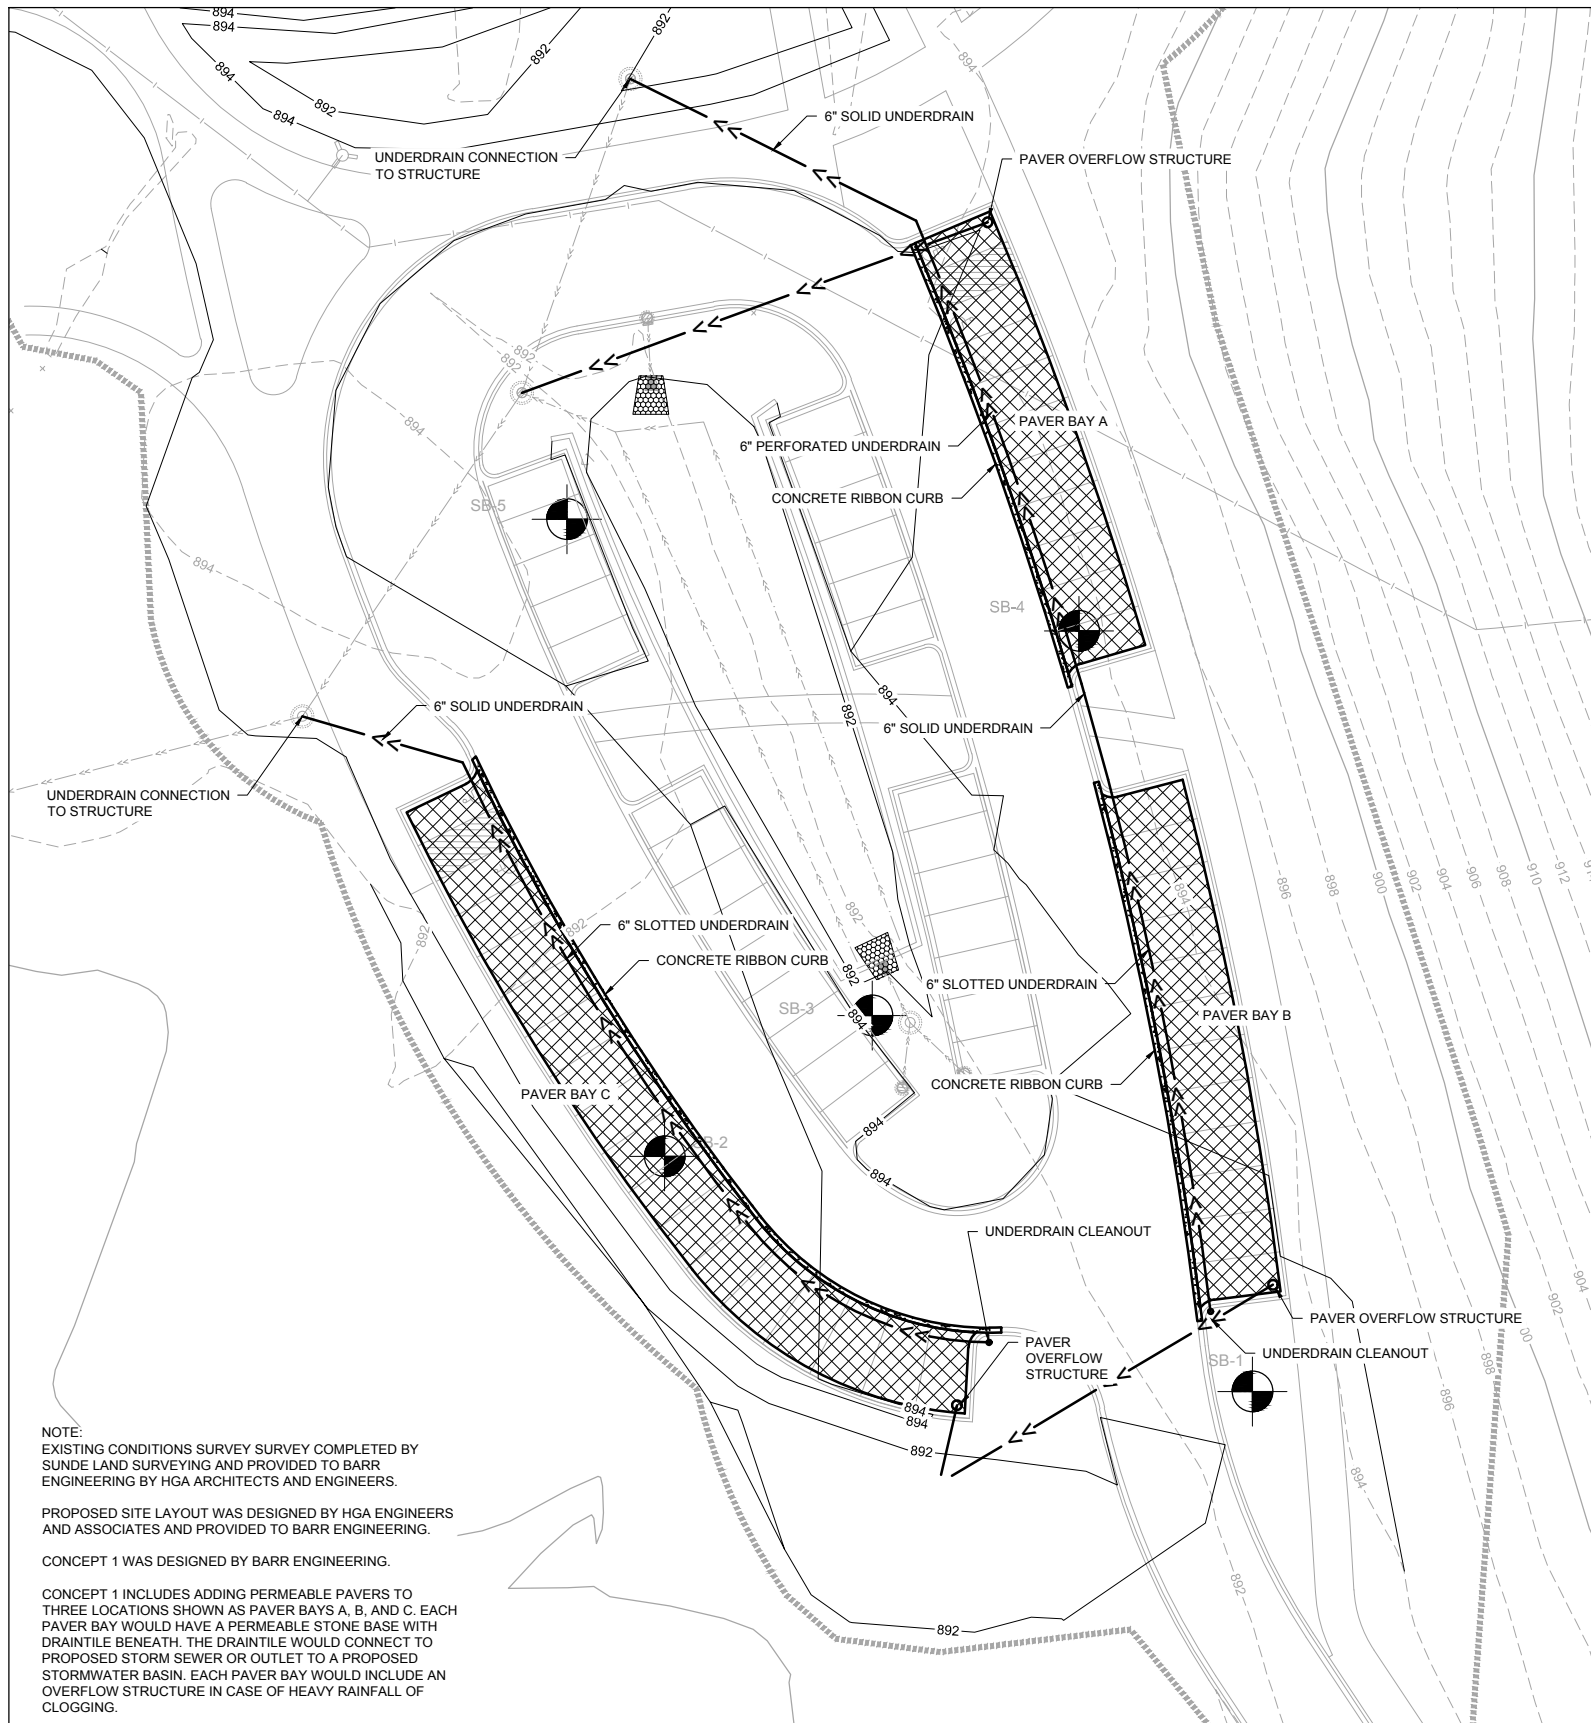 894
894
892
892
894
892
894
894
6" SOLID UNDERDRAIN
UNDERDRAIN CONNECTION
TO STRUCTURE
PAVER OVERFLOW STRUCTURE
892
892
894
PAVER BAY A
6" PERFORATED UNDERDRAIN
CONCRETE RIBBON CURB
SB-5
894
SB-4
894
892
6" SOLID UNDERDRAIN
6" SOLID UNDERDRAIN
UNDERDRAIN CONNECTION
TO STRUCTURE
894
896
898
900
902
904
906
908
910
912
892
892
892
6" SLOTTED UNDERDRAIN
CONCRETE RIBBON CURB
892
6" SLOTTED UNDERDRAIN
SB-3
894
PAVER BAY B
CONCRETE RIBBON CURB
PAVER BAY C
SB-2
894
894
UNDERDRAIN CLEANOUT
904
902
900
PAVER OVERFLOW STRUCTURE
UNDERDRAIN CLEANOUT
PAVER
OVERFLOW
STRUCTURE
SB-1
898
896
894
894
892
894
892
892
NOTE:
EXISTING CONDITIONS SURVEY SURVEY COMPLETED BY
SUNDE LAND SURVEYING AND PROVIDED TO BARR
ENGINEERING BY HGA ARCHITECTS AND ENGINEERS.
PROPOSED SITE LAYOUT WAS DESIGNED BY HGA ENGINEERS
AND ASSOCIATES AND PROVIDED TO BARR ENGINEERING.
CONCEPT 1 WAS DESIGNED BY BARR ENGINEERING.
CONCEPT 1 INCLUDES ADDING PERMEABLE PAVERS TO
THREE LOCATIONS SHOWN AS PAVER BAYS A, B, AND C. EACH
PAVER BAY WOULD HAVE A PERMEABLE STONE BASE WITH
DRAINTILE BENEATH. THE DRAINTILE WOULD CONNECT TO
PROPOSED STORM SEWER OR OUTLET TO A PROPOSED
STORMWATER BASIN. EACH PAVER BAY WOULD INCLUDE AN
OVERFLOW STRUCTURE IN CASE OF HEAVY RAINFALL OF
CLOGGING.